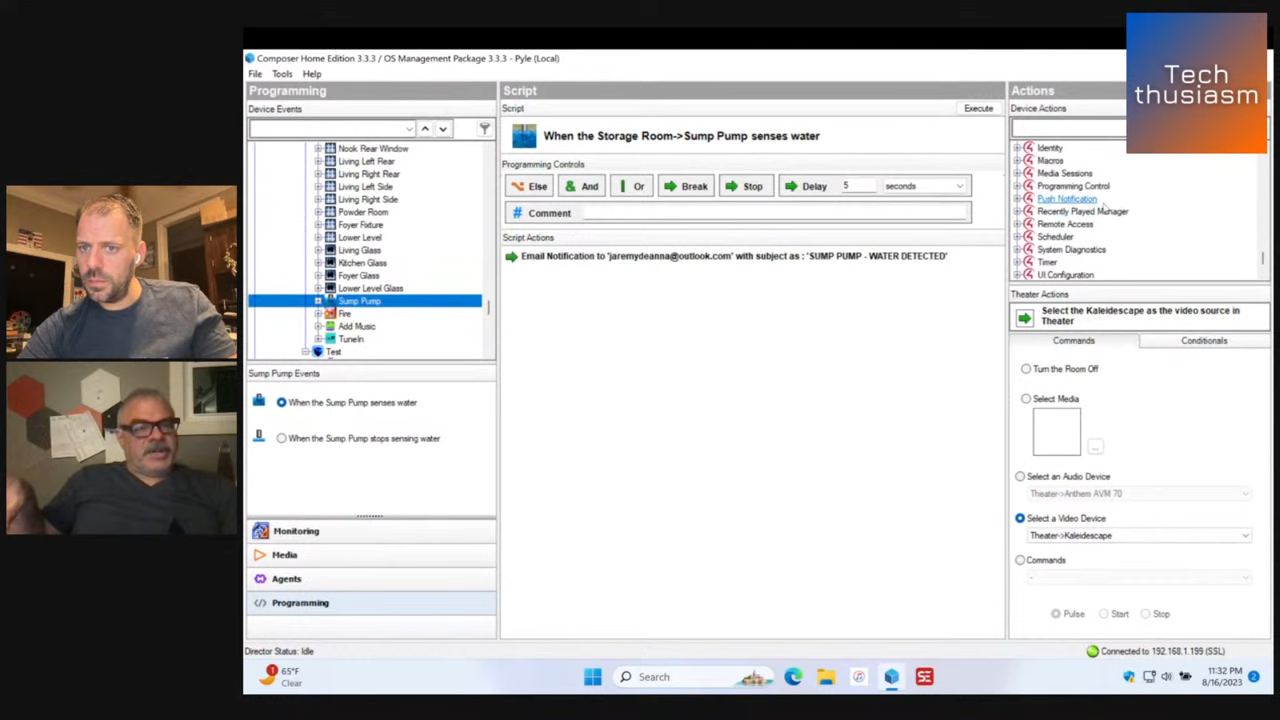 Composer Home Edition 3.3.3 / OS Management Package 3.3.3 - Pyle (Local)
File Tools Help
Programming
Device Events
Nook Rear Window
Living Left Rear
Living Right Rear
Living Left Side
Living Right Side
Powder Room
Foyer Fixture
Lower Level
Living Glass
Kitchen Glass
Foyer Glass
Lower Level Glass
Sump Pump
Fire
Add Music
TuneIn
Test
Sump Pump Events
When the Sump Pump senses water
When the Sump Pump stops sensing water
Monitoring
Media
Agents
Programming
Director Status: Idle
Script
Script
Execute
When the Storage Room->Sump Pump senses water
Programming Controls
Else And Or Break Stop Delay 5 seconds
# Comment
Script Actions
Email Notification to 'jaremydeanna@outlook.com' with subject as : 'SUMP PUMP - WATER DETECTED'
Actions
Device Actions
Identity
Macros
Media Sessions
Programming Control
Push Notification
Recently Played Manager
Remote Access
Scheduler
System Diagnostics
Timer
UI Configuration
Theater Actions
Select the Kaleidescape as the video source in
Theater
Commands Conditionals
Turn the Room Off
Select Media
...
Select an Audio Device
Theater->Anthem AVM 70
Select a Video Device
Theater->Kaleidescape
Commands
-
Pulse Start Stop
Connected to 192.168.1.199 (SSL)
Tech
thusiasm
1
65°F
Clear
Search
SE
11:32 PM
8/16/2023
2